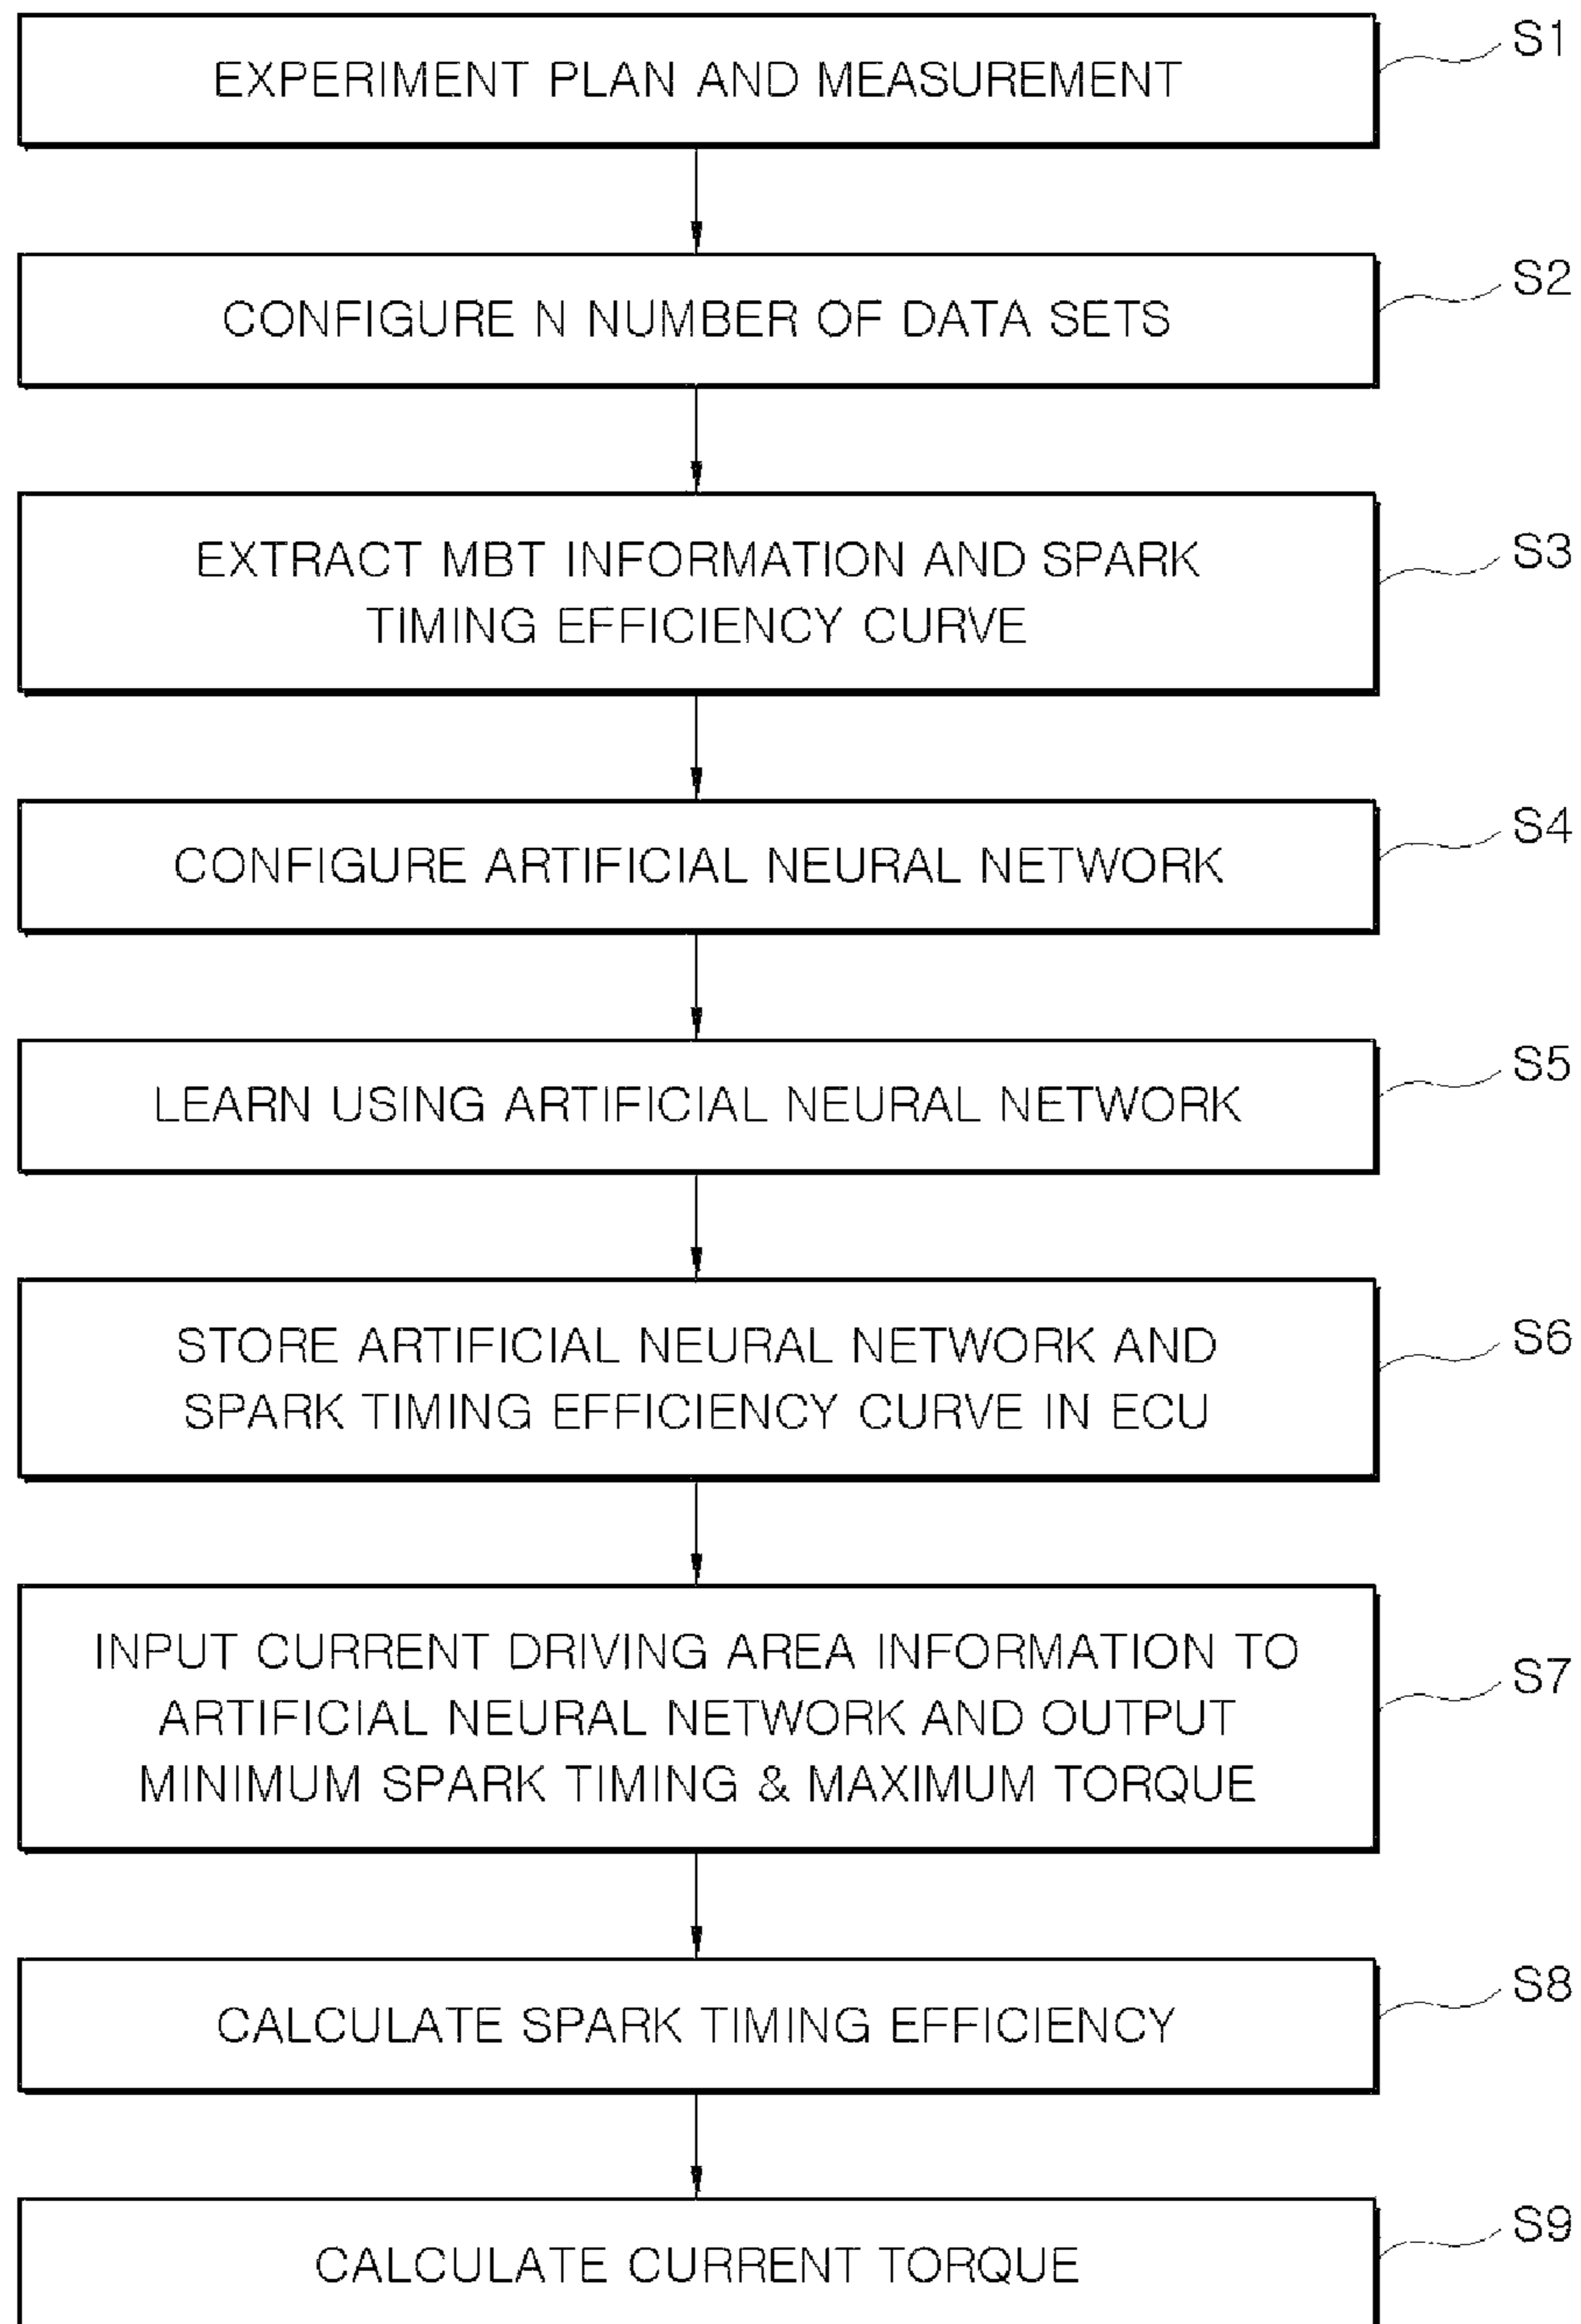 EXPERIMENT PLAN AND MEASUREMENT
S1
CONFIGURE N NUMBER OF DATA SETS
S2
EXTRACT MBT INFORMATION AND SPARK
TIMING EFFICIENCY CURVE
S3
CONFIGURE ARTIFICIAL NEURAL NETWORK
S4
LEARN USING ARTIFICIAL NEURAL NETWORK
S5
STORE ARTIFICIAL NEURAL NETWORK AND
SPARK TIMING EFFICIENCY CURVE IN ECU
S6
INPUT CURRENT DRIVING AREA INFORMATION TO
ARTIFICIAL NEURAL NETWORK AND OUTPUT
MINIMUM SPARK TIMING & MAXIMUM TORQUE
S7
CALCULATE SPARK TIMING EFFICIENCY
S8
CALCULATE CURRENT TORQUE
S9